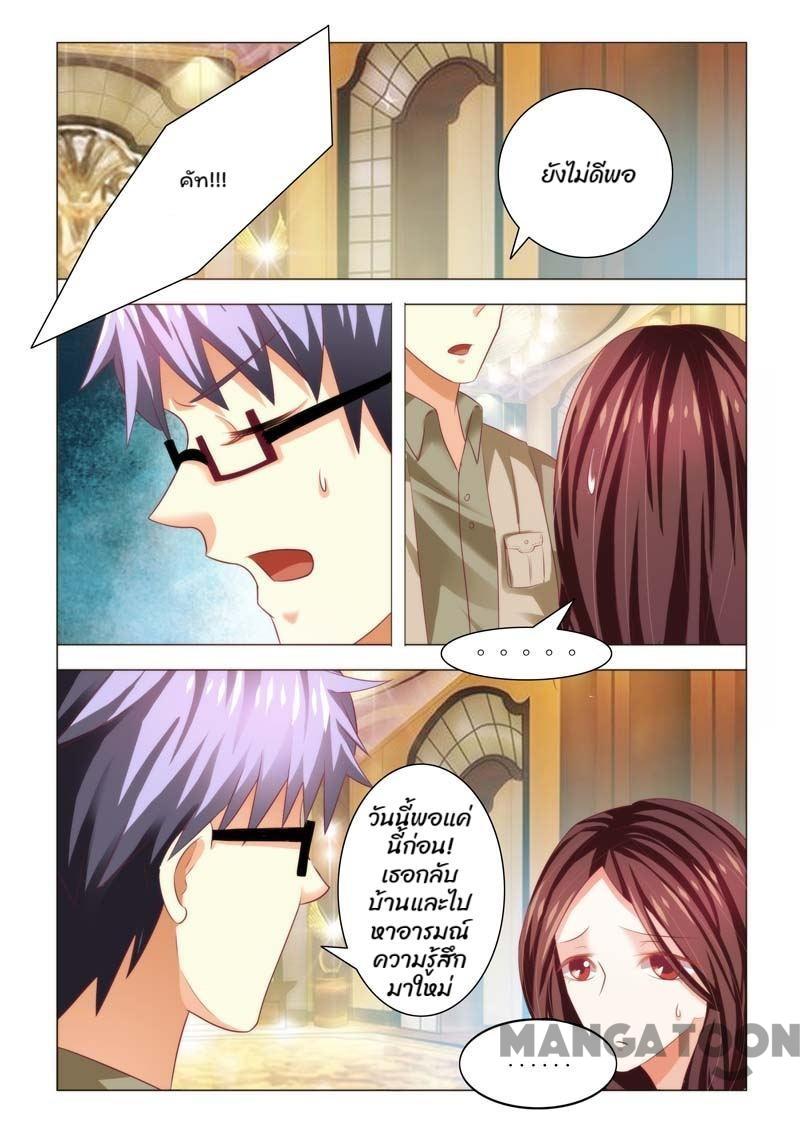 คัท!!!
ยังไม่ดีพอ
。。。。。
วันนี้พอแค่
นี้ก่อน!
เธอกลับ
บ้านและไป
หาอารมณ์
ความรู้สึก
มาใหม่
......
MANGATOON